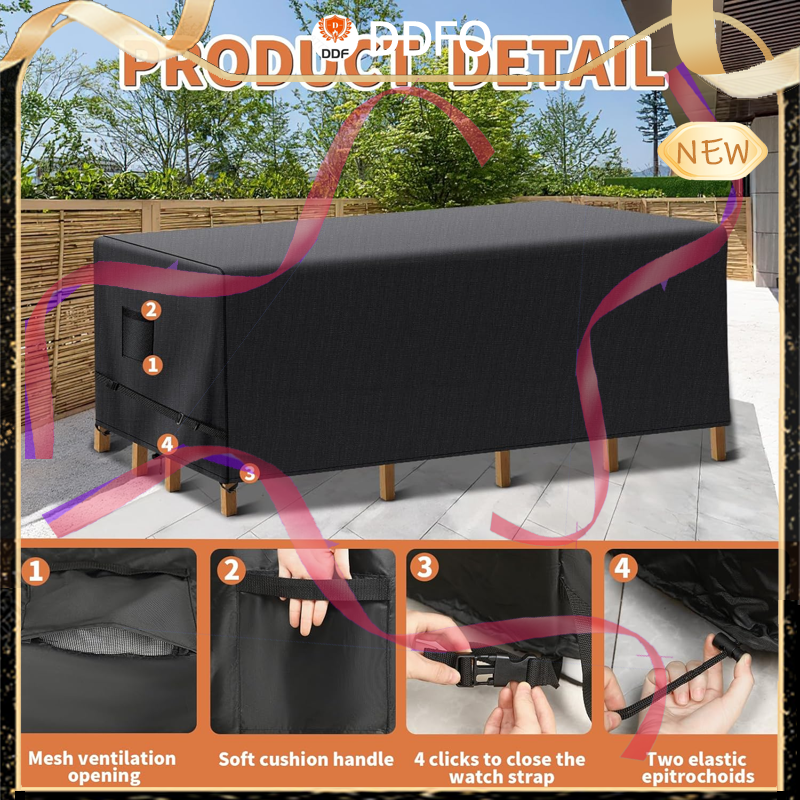 DDFO
DDF
PRODUCT DETAIL
NEW
2
1
4
3
1
2
3
4
Mesh ventilation
opening
Soft cushion handle
4 clicks to close the
watch strap
Two elastic
epitrochoids